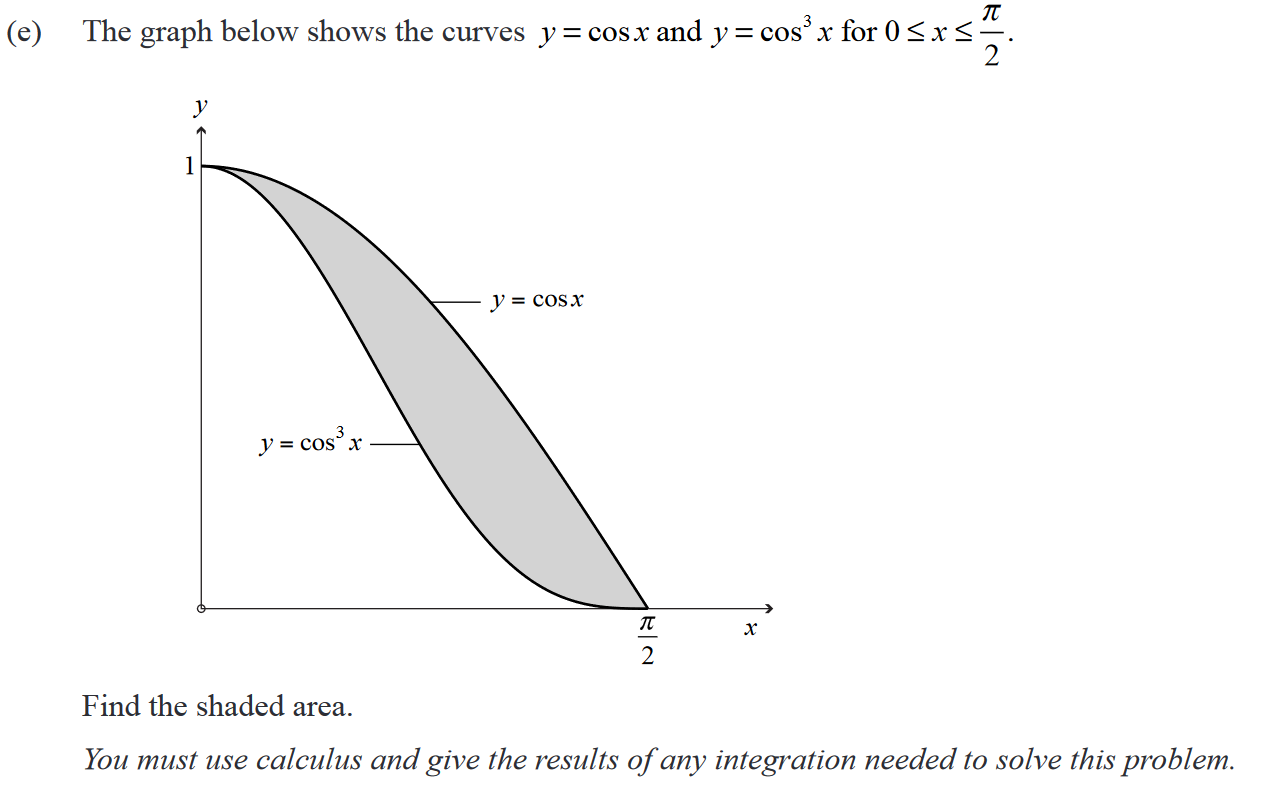 (e) The graph below shows the curves y = cos x and y = cos³ x for 0 ≤ x ≤ π/2.
y
1
y = cos x
y = cos³ x
π/2
x
Find the shaded area.
You must use calculus and give the results of any integration needed to solve this problem.